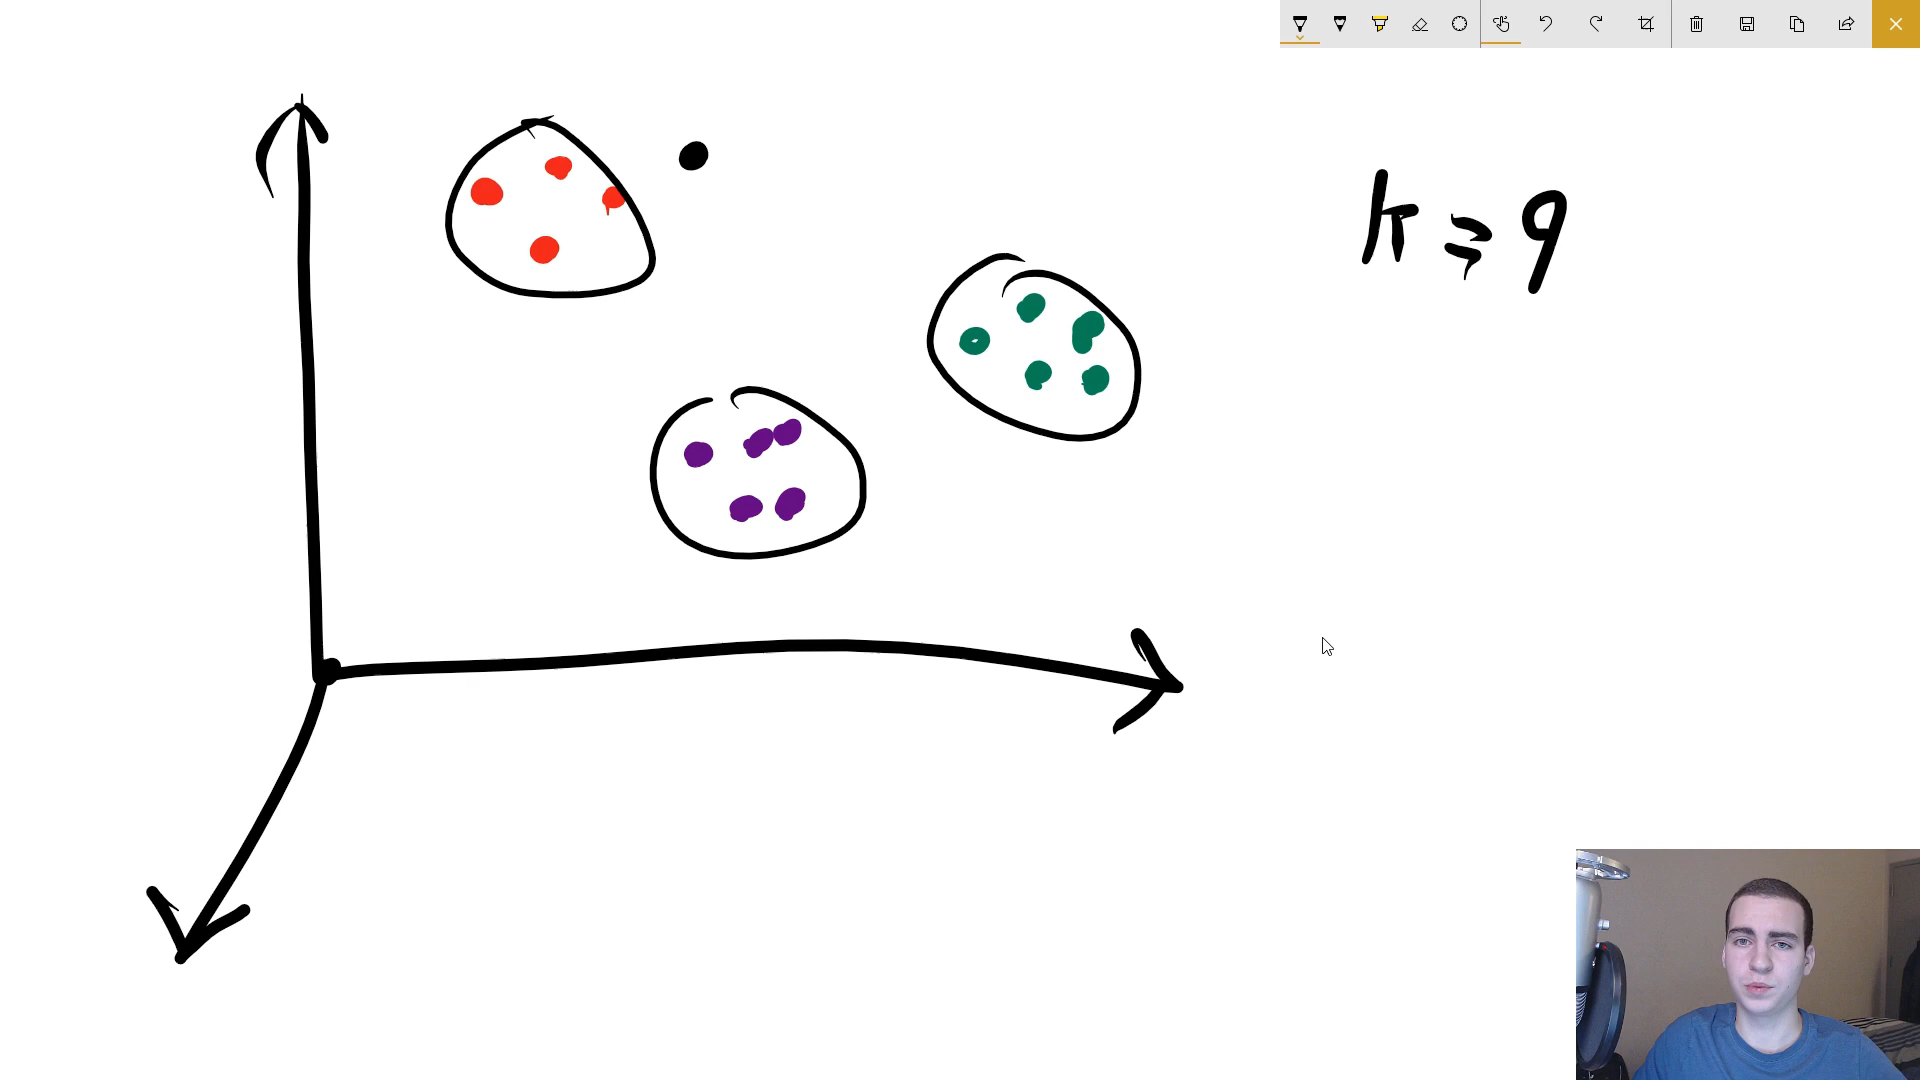 k = 9